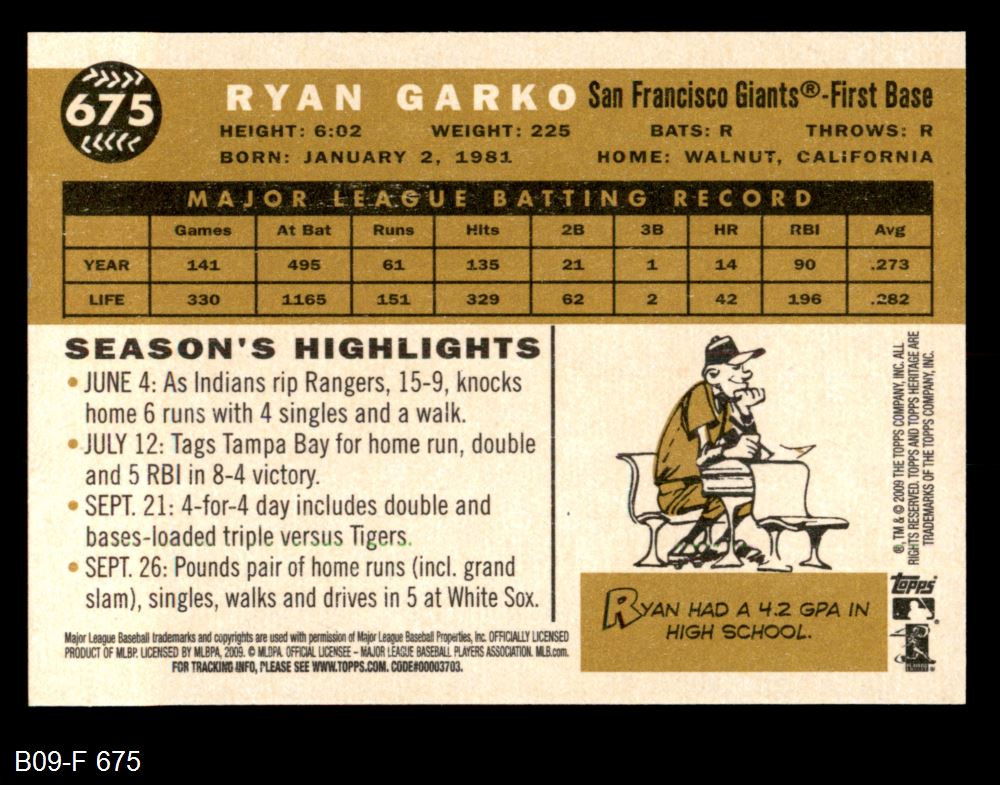 675
RYAN GARKO San Francisco Giants®-First Base
HEIGHT: 6:02 WEIGHT: 225 BATS: R THROWS: R
BORN: JANUARY 2, 1981 HOME: WALNUT, CALIFORNIA
MAJOR LEAGUE BATTING RECORD
Games At Bat Runs Hits 2B 3B HR RBI Avg
YEAR 141 495 61 135 21 1 14 90 .273
LIFE 330 1165 151 329 62 2 42 196 .282
SEASON'S HIGHLIGHTS
• JUNE 4: As Indians rip Rangers, 15-9, knocks
home 6 runs with 4 singles and a walk.
• JULY 12: Tags Tampa Bay for home run, double
and 5 RBI in 8-4 victory.
• SEPT. 21: 4-for-4 day includes double and
bases-loaded triple versus Tigers.
• SEPT. 26: Pounds pair of home runs (incl. grand
slam), singles, walks and drives in 5 at White Sox.
Major League Baseball trademarks and copyrights are used with permission of Major League Baseball Properties, Inc. OFFICIALLY LICENSED
PRODUCT OF MLBP. LICENSED BY MLBPA, 2009. © MLBPA. OFFICIAL LICENSEE – MAJOR LEAGUE BASEBALL PLAYERS ASSOCIATION. MLB.com.
FOR TRACKING INFO, PLEASE SEE WWW.TOPPS.COM. CODE#00003703.
RYAN HAD A 4.2 GPA IN
HIGH SCHOOL.
®, TM & © 2009 THE TOPPS COMPANY, INC. ALL
RIGHTS RESERVED. TOPPS AND TOPPS HERITAGE ARE
TRADEMARKS OF THE TOPPS COMPANY, INC.
topps
B09-F 675